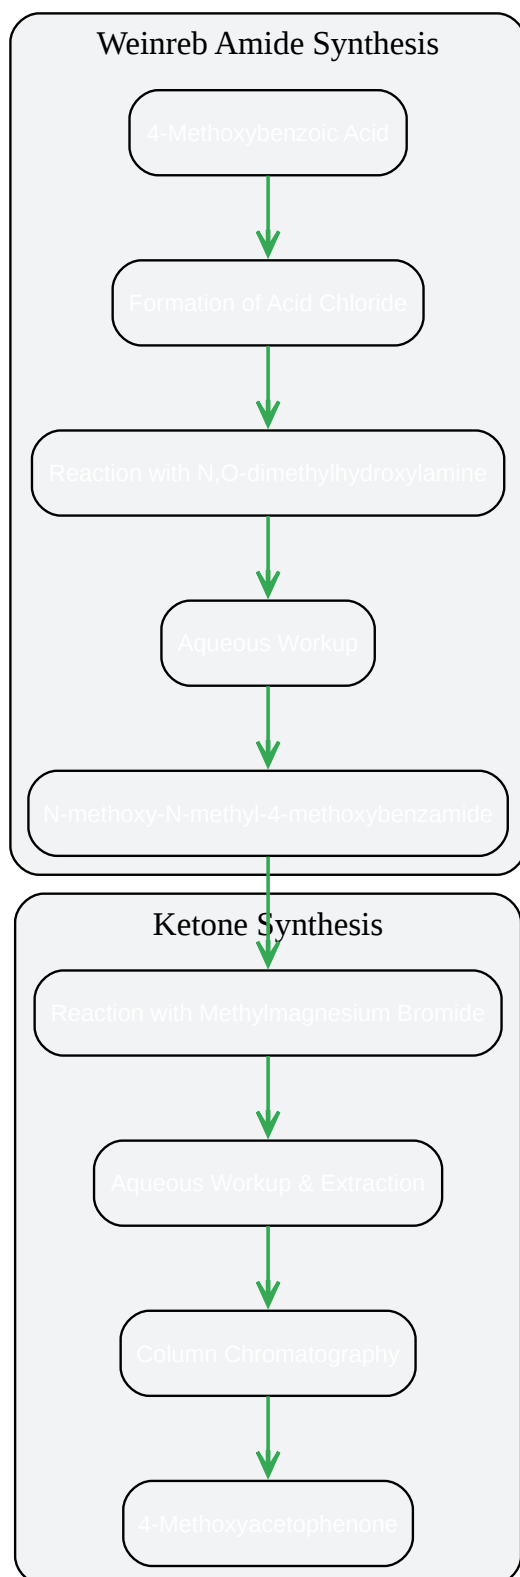 Weinreb Amide Synthesis
4-Methoxybenzoic Acid
Formation of Acid Chloride
Reaction with N,O-dimethylhydroxylamine
Aqueous Workup
N-methoxy-N-methyl-4-methoxybenzamide
Ketone Synthesis
Reaction with Methylmagnesium Bromide
Aqueous Workup & Extraction
Column Chromatography
4-Methoxyacetophenone